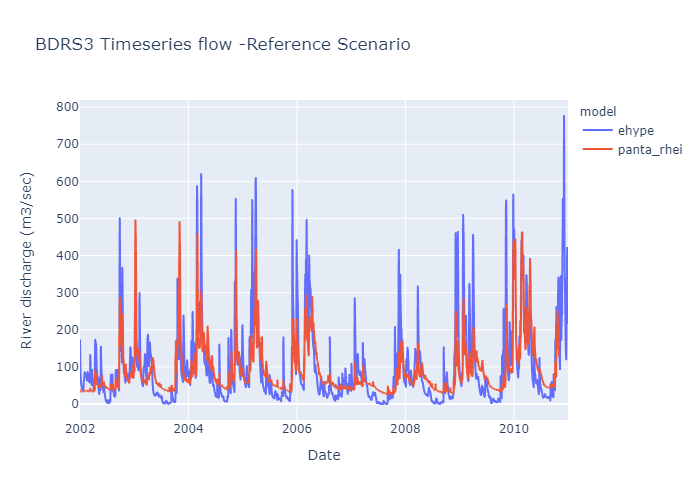 BDRS3 Timeseries flow -Reference Scenario
model
ehype
panta_rhei
River discharge (m3/sec)
800
700
600
500
400
300
200
100
0
2002
2004
2006
2008
2010
Date